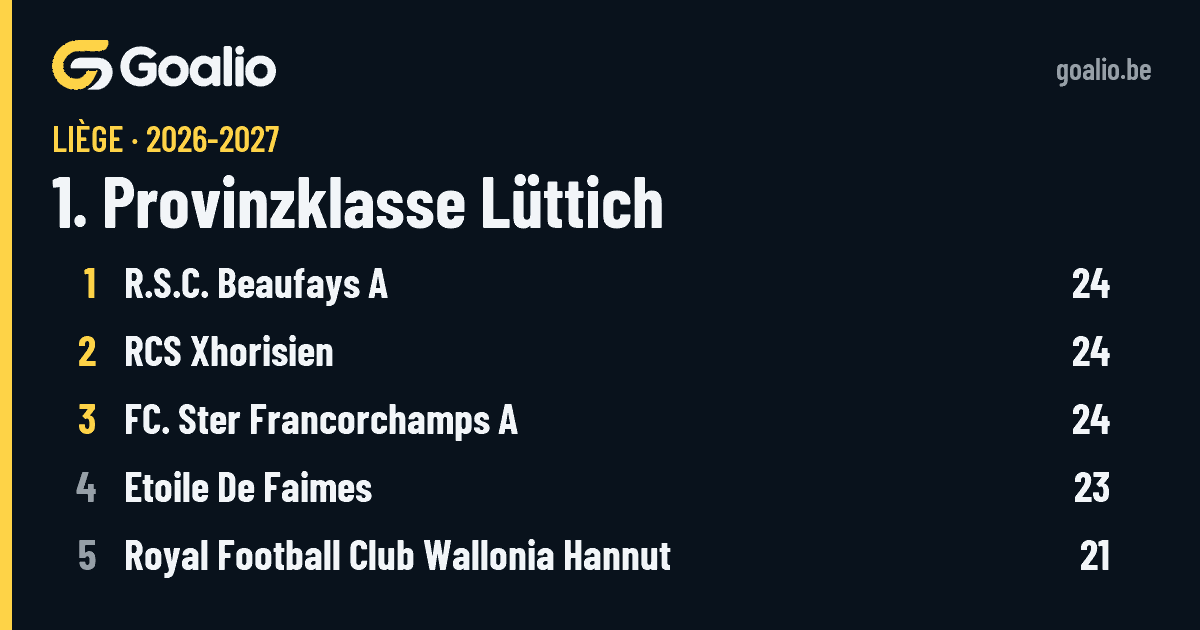 Goalio
goalio.be
LIÈGE · 2026-2027
1. Provinzklasse Lüttich
1 R.S.C. Beaufays A 24
2 RCS Xhorisien 24
3 FC. Ster Francorchamps A 24
4 Etoile De Faimes 23
5 Royal Football Club Wallonia Hannut 21